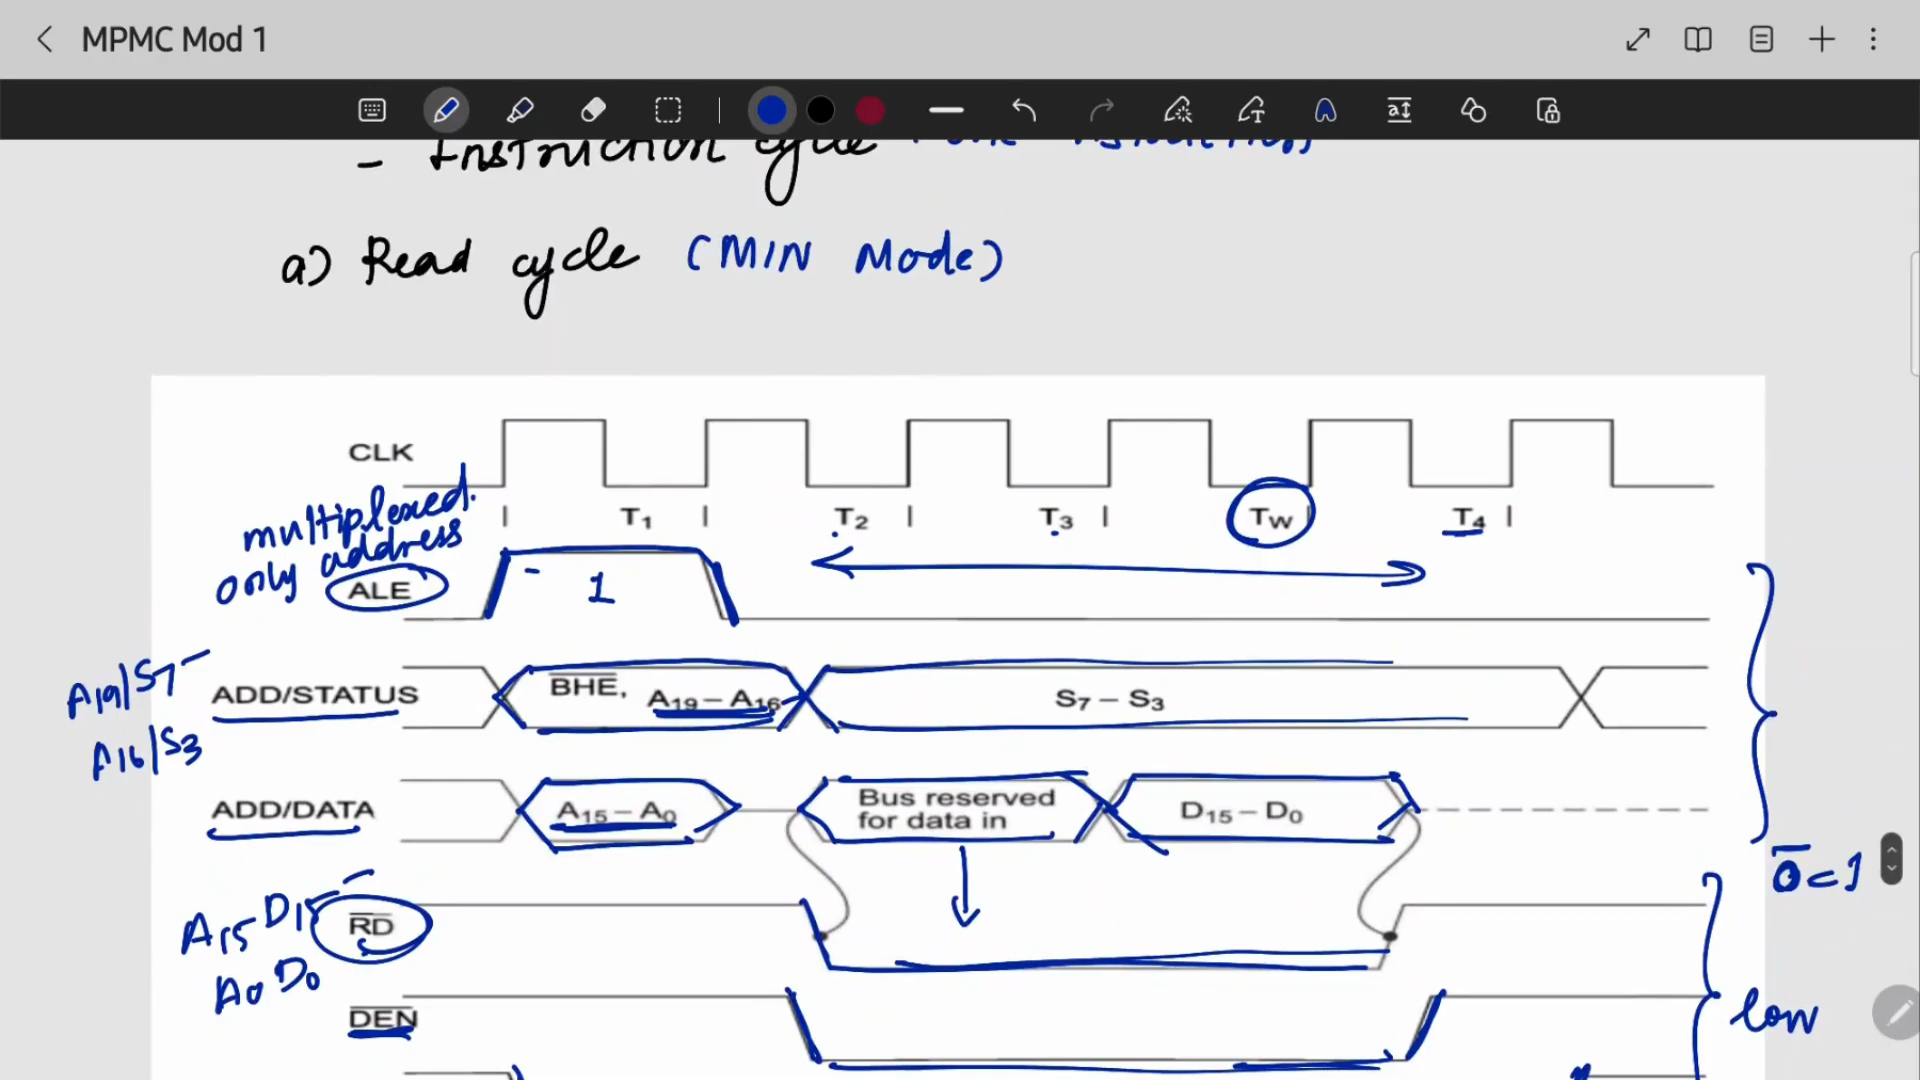 MPMC Mod 1
- Instruction cycle
a) Read cycle (MIN Mode)
CLK
T1 T2 T3 TW T4
multiplexed.
only address
ALE
1
A19/S7
ADD/STATUS
BHE, A19 – A16
S7 – S3
A16/S3
ADD/DATA
A15 – A0
Bus reserved
for data in
D15 – D0
A15 D15
RD
A0 D0
DEN
low